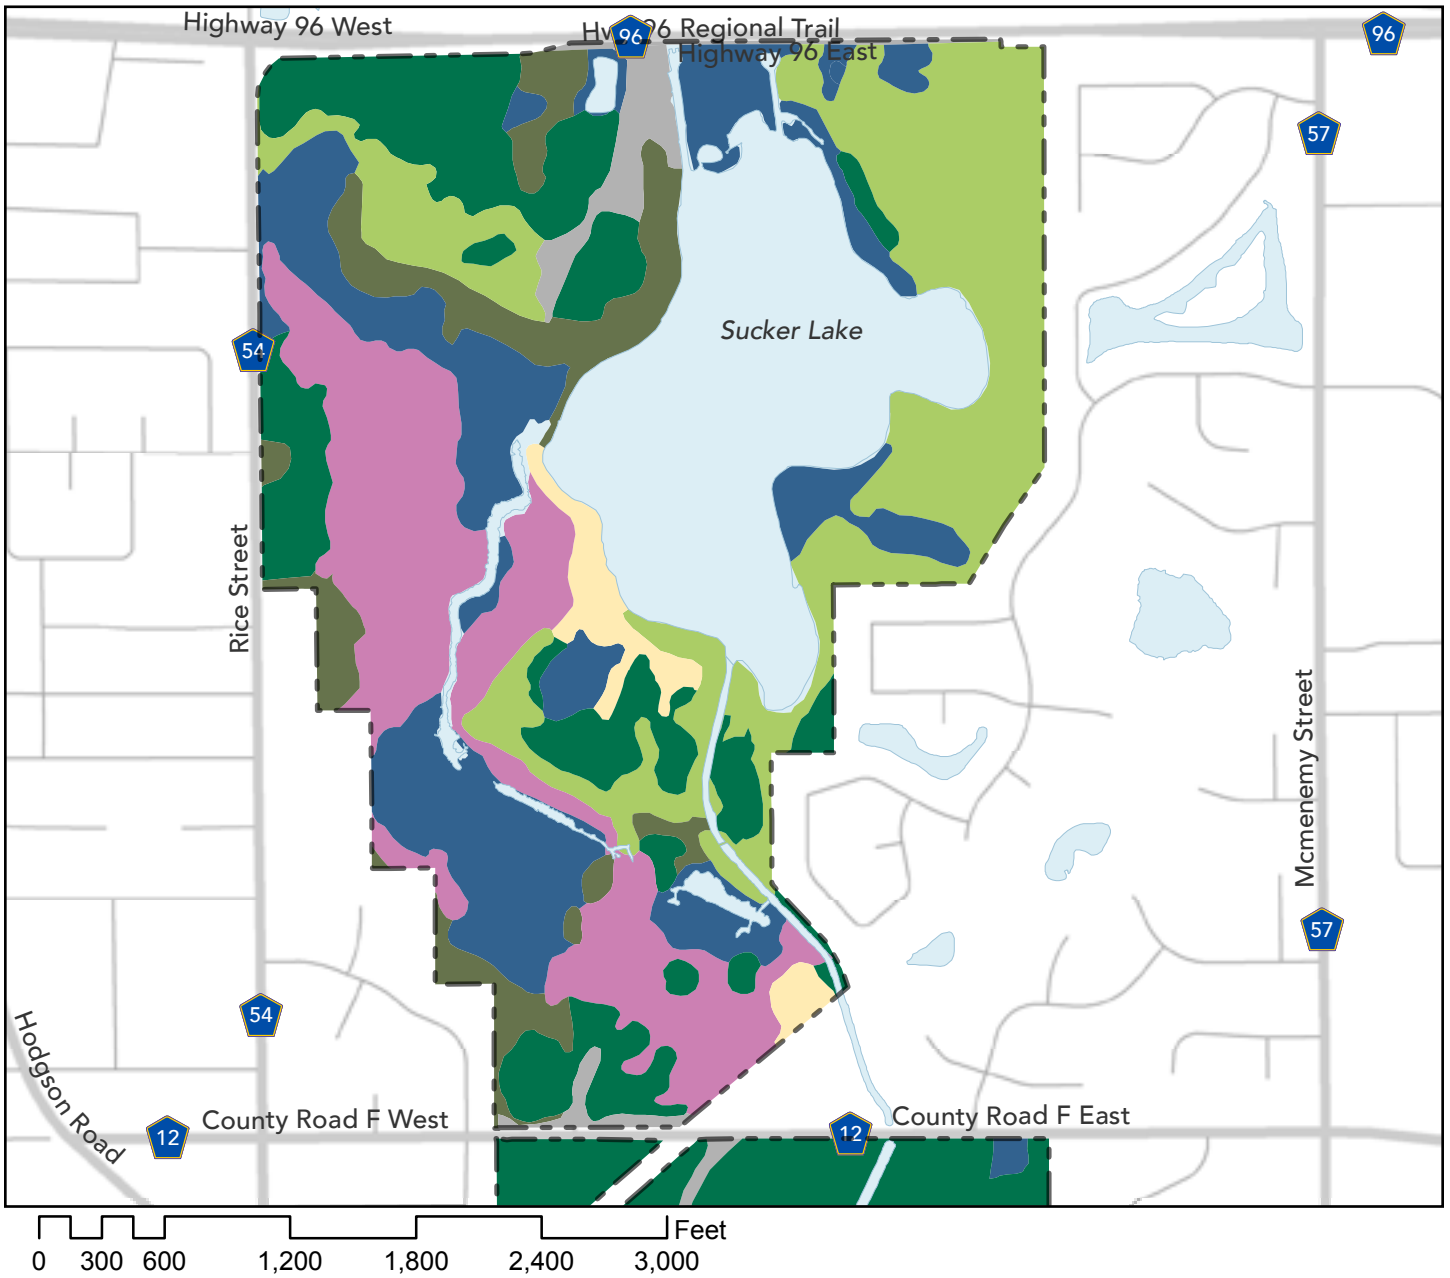 Highway 96 West
Hwy 96 Regional Trail
96
96
Highway 96 East
57
Sucker Lake
54
Rice Street
Mcmenemy Street
57
54
Hodgson Road
County Road F West
County Road F East
12
12
Feet
0 300 600 1,200 1,800 2,400 3,000